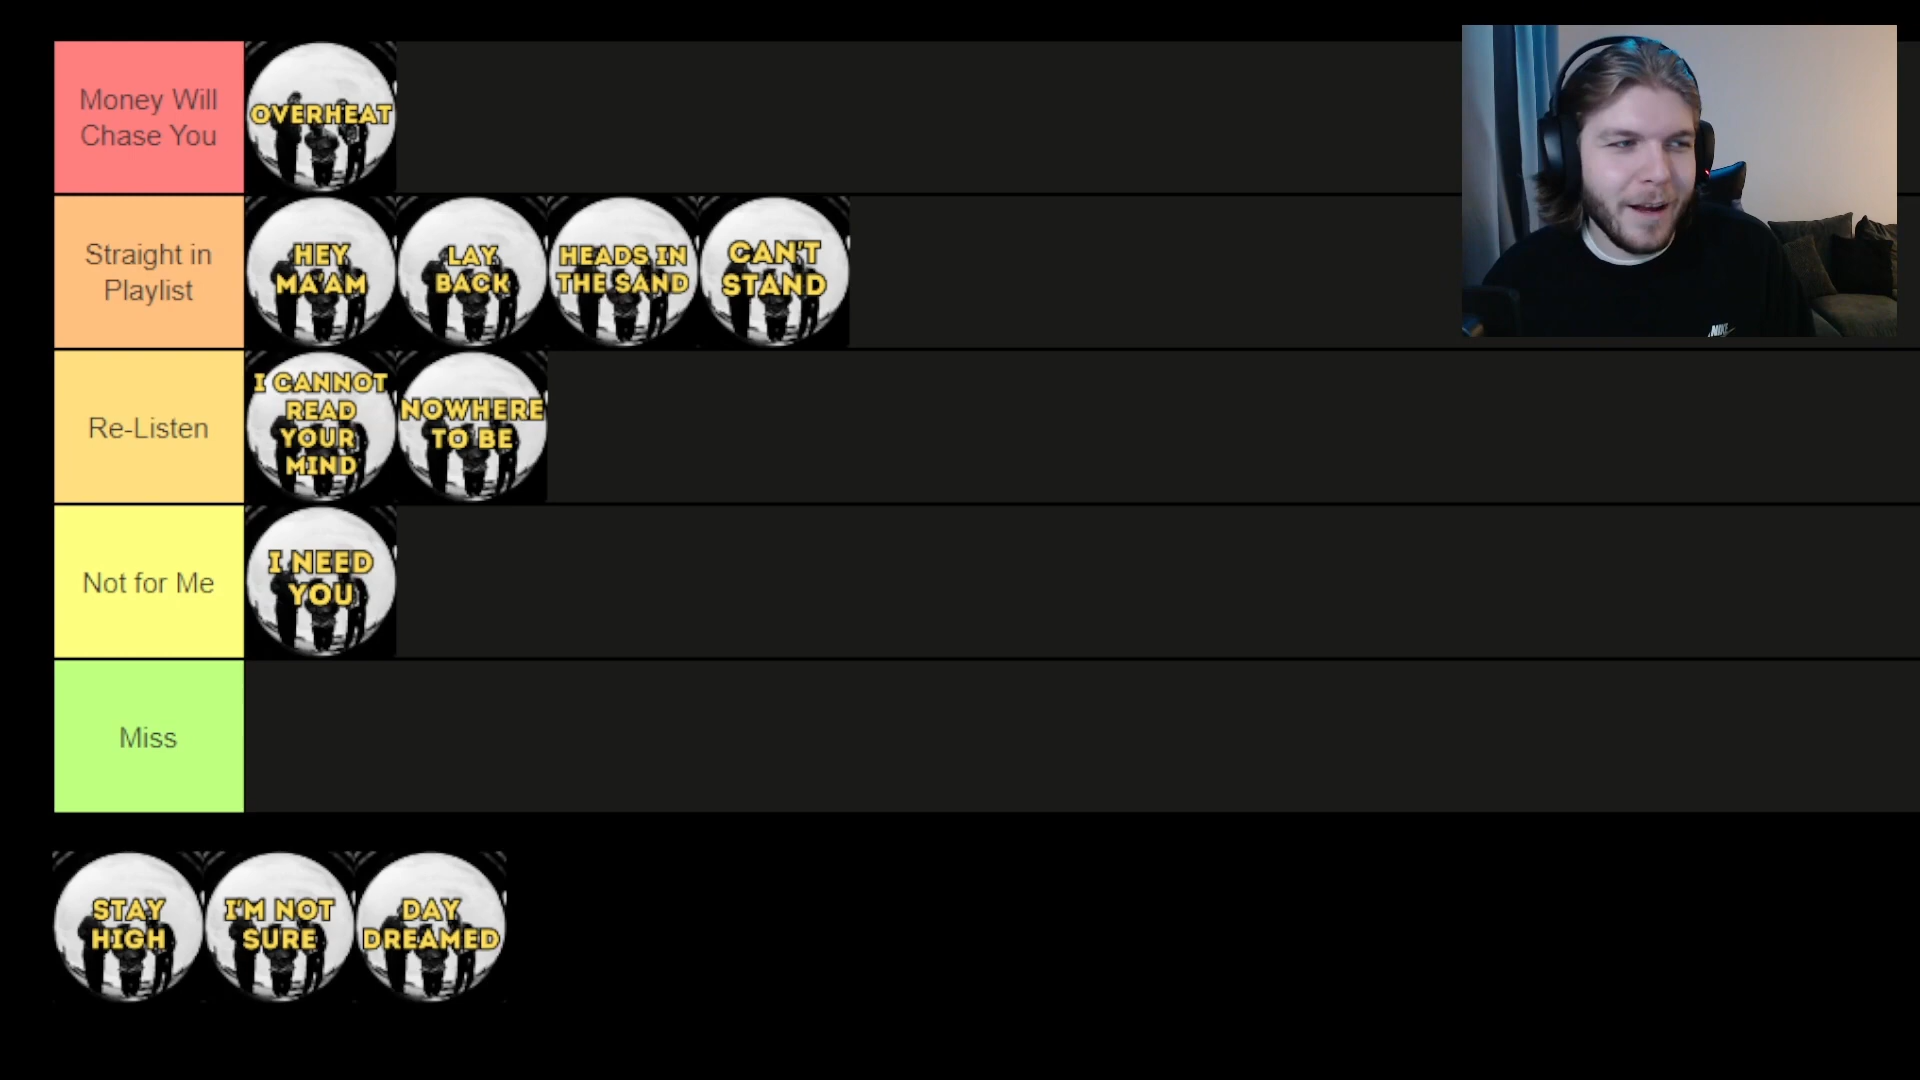 Money Will
Chase You
OVERHEAT
Straight in
Playlist
HEY
MA'AM
LAY
BACK
HEADS IN
THE SAND
CAN'T
STAND
NIKE
Re-Listen
I CANNOT
READ
YOUR
MIND
NOWHERE
TO BE
Not for Me
I NEED
YOU
Miss
STAY
HIGH
I'M NOT
SURE
DAY
DREAMED